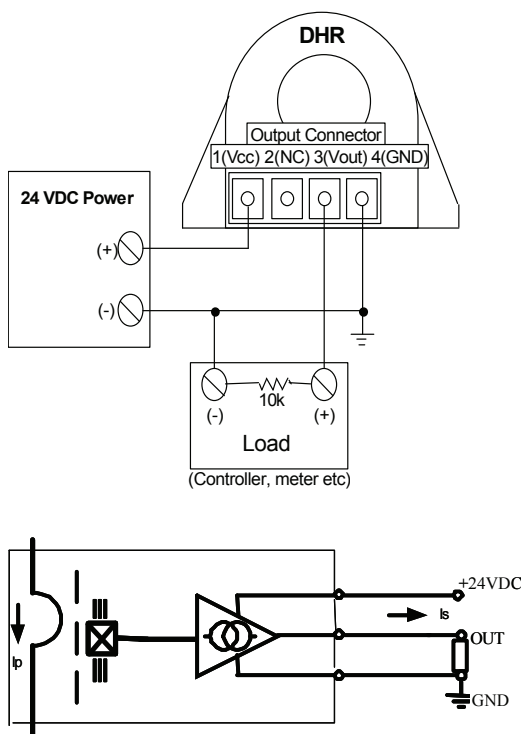 DHR
Output Connector
1(Vcc) 2(NC) 3(Vout) 4(GND)
24 VDC Power
(+)
(-)
10k
(-) (+)
Load
(Controller, meter etc)
+24VDC
Is
OUT
Ip
GND